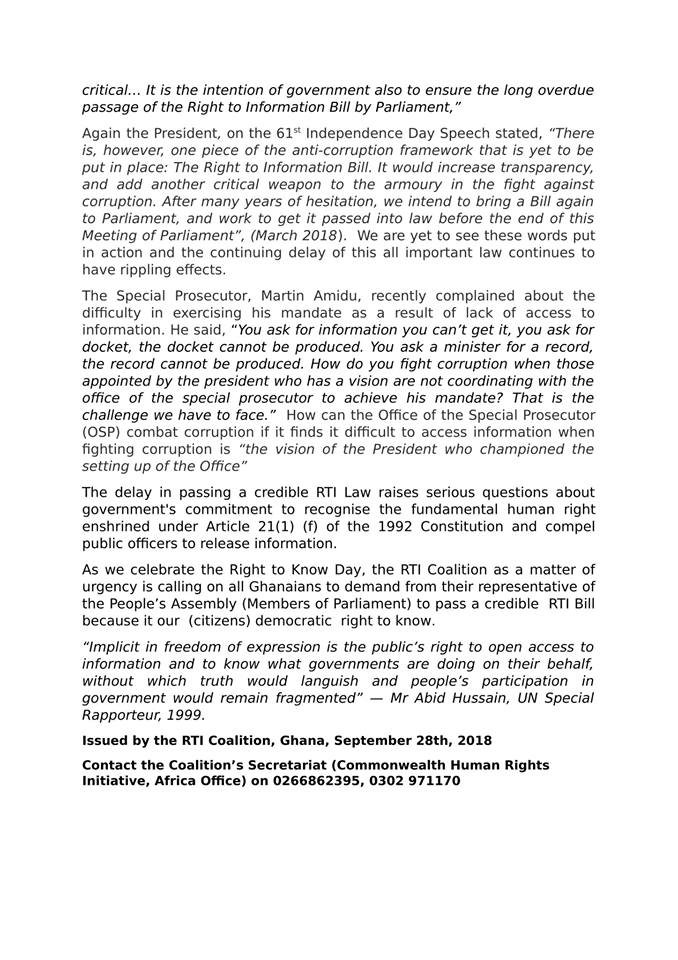 critical… It is the intention of government also to ensure the long overdue
passage of the Right to Information Bill by Parliament,”
Again the President, on the 61st Independence Day Speech stated, “There
is, however, one piece of the anti-corruption framework that is yet to be
put in place: The Right to Information Bill. It would increase transparency,
and add another critical weapon to the armoury in the fight against
corruption. After many years of hesitation, we intend to bring a Bill again
to Parliament, and work to get it passed into law before the end of this
Meeting of Parliament”, (March 2018). We are yet to see these words put
in action and the continuing delay of this all important law continues to
have rippling effects.
The Special Prosecutor, Martin Amidu, recently complained about the
difficulty in exercising his mandate as a result of lack of access to
information. He said, “You ask for information you can’t get it, you ask for
docket, the docket cannot be produced. You ask a minister for a record,
the record cannot be produced. How do you fight corruption when those
appointed by the president who has a vision are not coordinating with the
office of the special prosecutor to achieve his mandate? That is the
challenge we have to face.” How can the Office of the Special Prosecutor
(OSP) combat corruption if it finds it difficult to access information when
fighting corruption is “the vision of the President who championed the
setting up of the Office”
The delay in passing a credible RTI Law raises serious questions about
government's commitment to recognise the fundamental human right
enshrined under Article 21(1) (f) of the 1992 Constitution and compel
public officers to release information.
As we celebrate the Right to Know Day, the RTI Coalition as a matter of
urgency is calling on all Ghanaians to demand from their representative of
the People’s Assembly (Members of Parliament) to pass a credible RTI Bill
because it our (citizens) democratic right to know.
“Implicit in freedom of expression is the public’s right to open access to
information and to know what governments are doing on their behalf,
without which truth would languish and people’s participation in
government would remain fragmented” — Mr Abid Hussain, UN Special
Rapporteur, 1999.
Issued by the RTI Coalition, Ghana, September 28th, 2018
Contact the Coalition’s Secretariat (Commonwealth Human Rights
Initiative, Africa Office) on 0266862395, 0302 971170